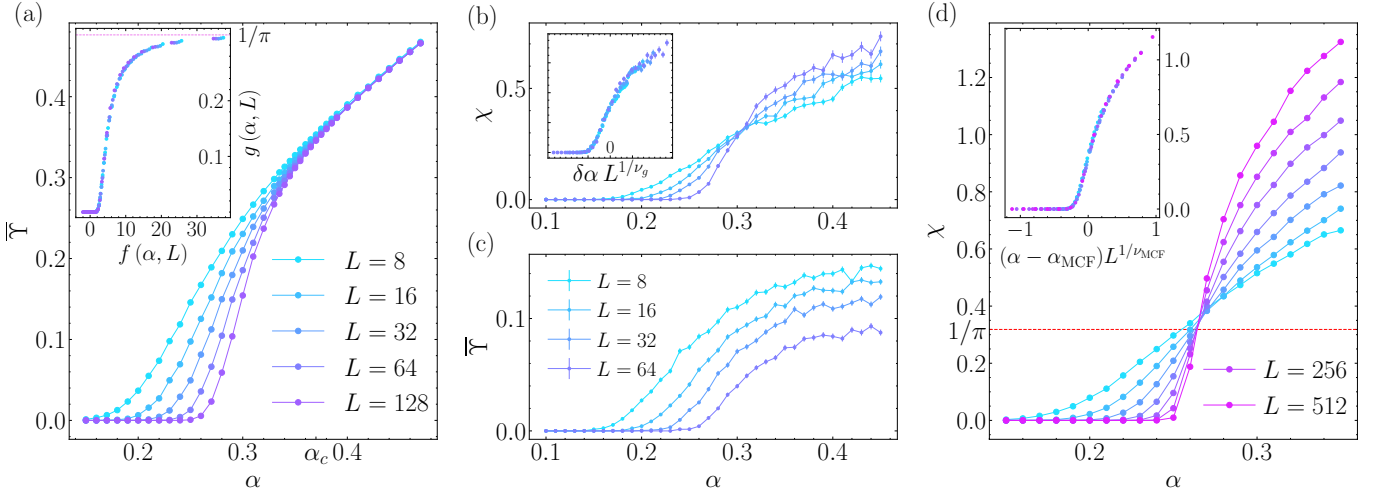 (a)
1/π
0.2
0.1
g (α, L)
0 10 20 30
f (α, L)
0.4
0.3
0.2
0.1
0.0
Ῡ
L = 8
L = 16
L = 32
L = 64
L = 128
0.2 0.3 α_c 0.4
α
(b)
0.5
0.0
χ
0
δα L^{1/ν_g}
0.1 0.2 0.3 0.4
(c)
0.1
0.0
Ῡ
L = 8
L = 16
L = 32
L = 64
0.1 0.2 0.3 0.4
α
(d)
1.2
1.0
0.8
0.6
0.4
1/π
0.2
0.0
χ
1.0
0.5
0.0
−1 0 1
(α − α_MCF)L^{1/ν_MCF}
L = 256
L = 512
0.2 0.3
α